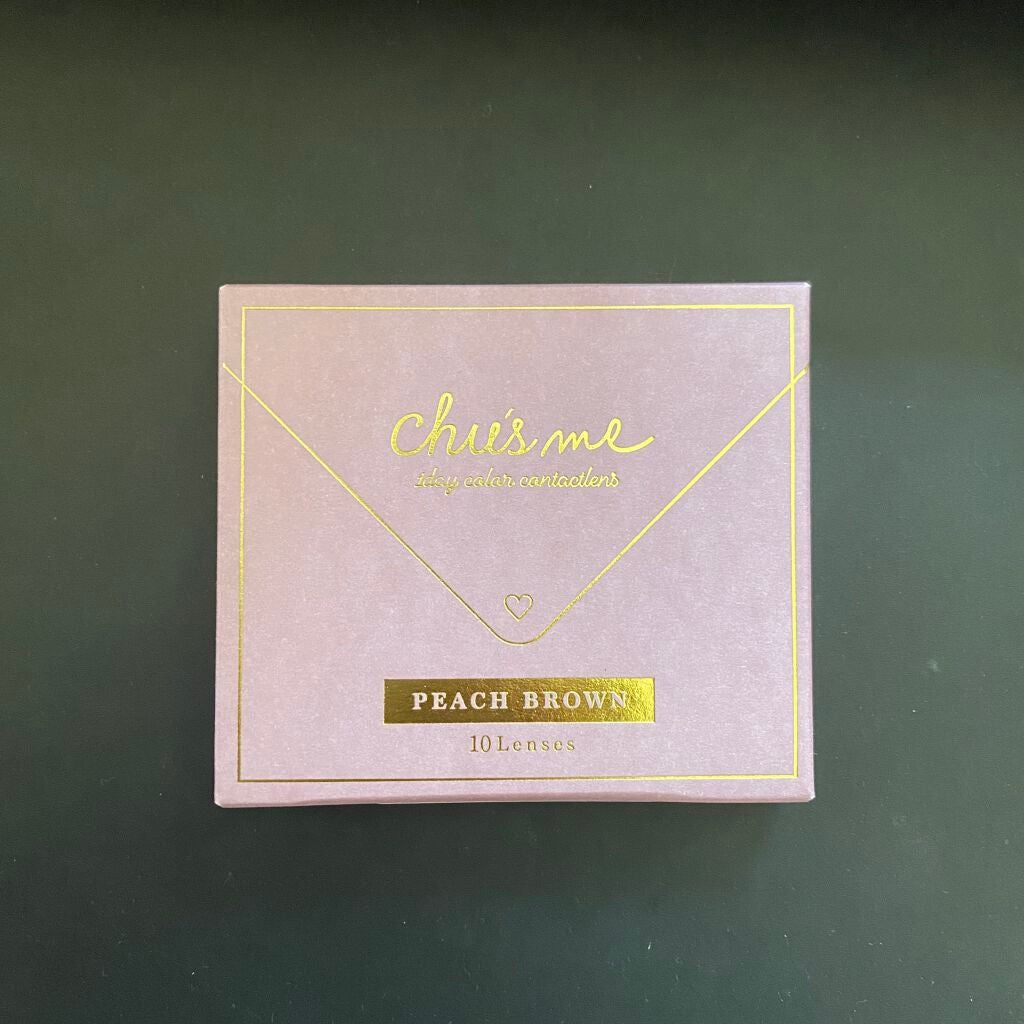 chu's me
1day color contactlens
PEACH BROWN
10 Lenses